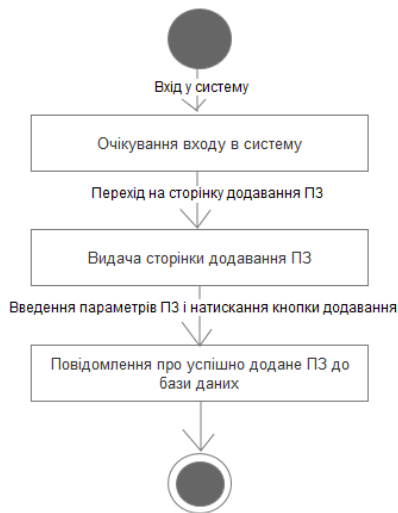 Вхід у систему
Очікування входу в систему
Перехід на сторінку додавання ПЗ
Видача сторінки додавання ПЗ
Введення параметрів ПЗ і натискання кнопки додавання
Повідомлення про успішно додане ПЗ до
бази даних